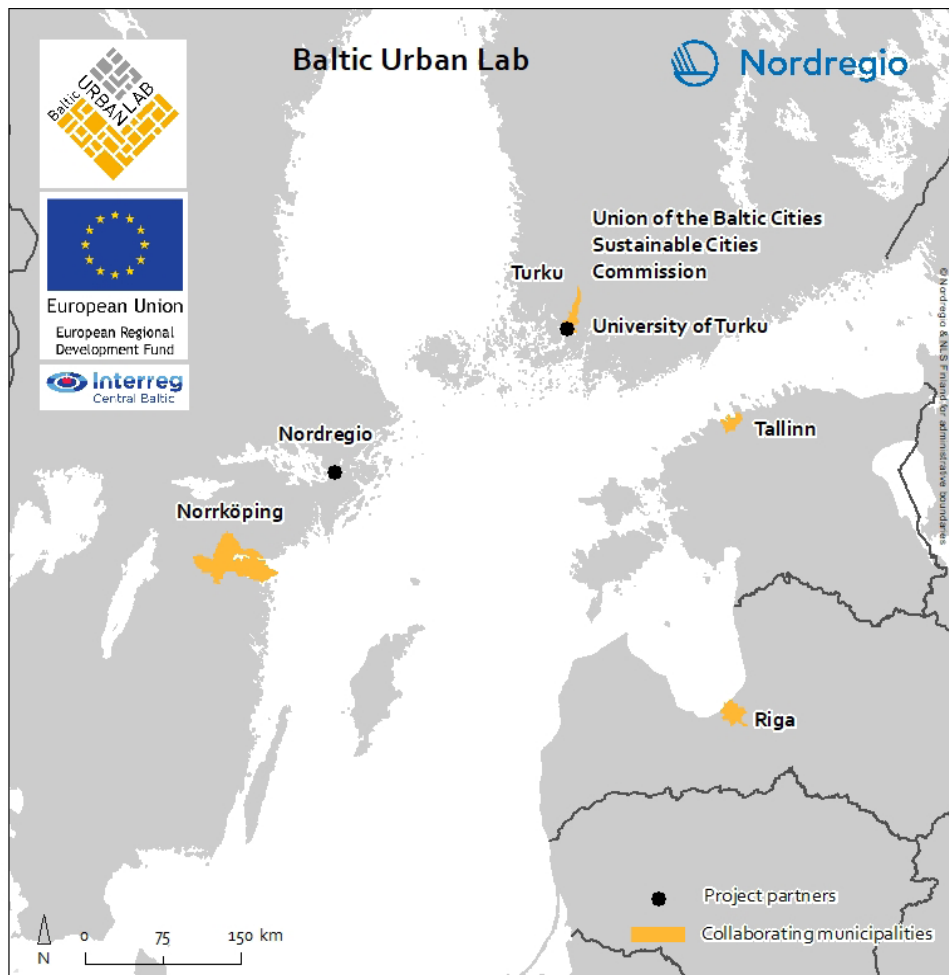 Baltic Urban Lab
Nordregio
Baltic
URBAN
LAB
European Union
European Regional
Development Fund
Interreg
Central Baltic
Union of the Baltic Cities
Sustainable Cities
Commission
Turku
University of Turku
Tallinn
Nordregio
Norrköping
Riga
© Nordregio & NLS Finland for administrative boundaries
Project partners
Collaborating municipalities
0 75 150 km
N